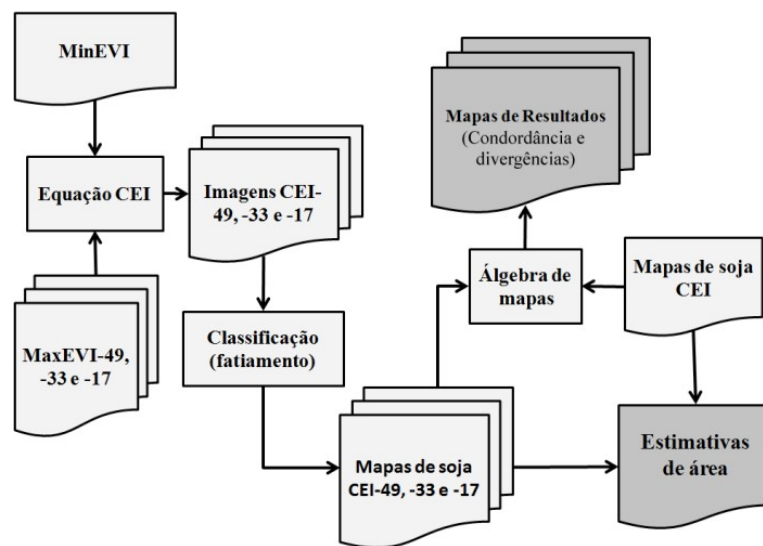 MinEVI
Equação CEI
MaxEVI-49,
-33 e -17
Imagens CEI-
49, -33 e -17
Classificação
(fatiamento)
Mapas de soja
CEI-49, -33 e -17
Mapas de Resultados
(Condordância e
divergências)
Álgebra de
mapas
Mapas de soja
CEI
Estimativas
de área